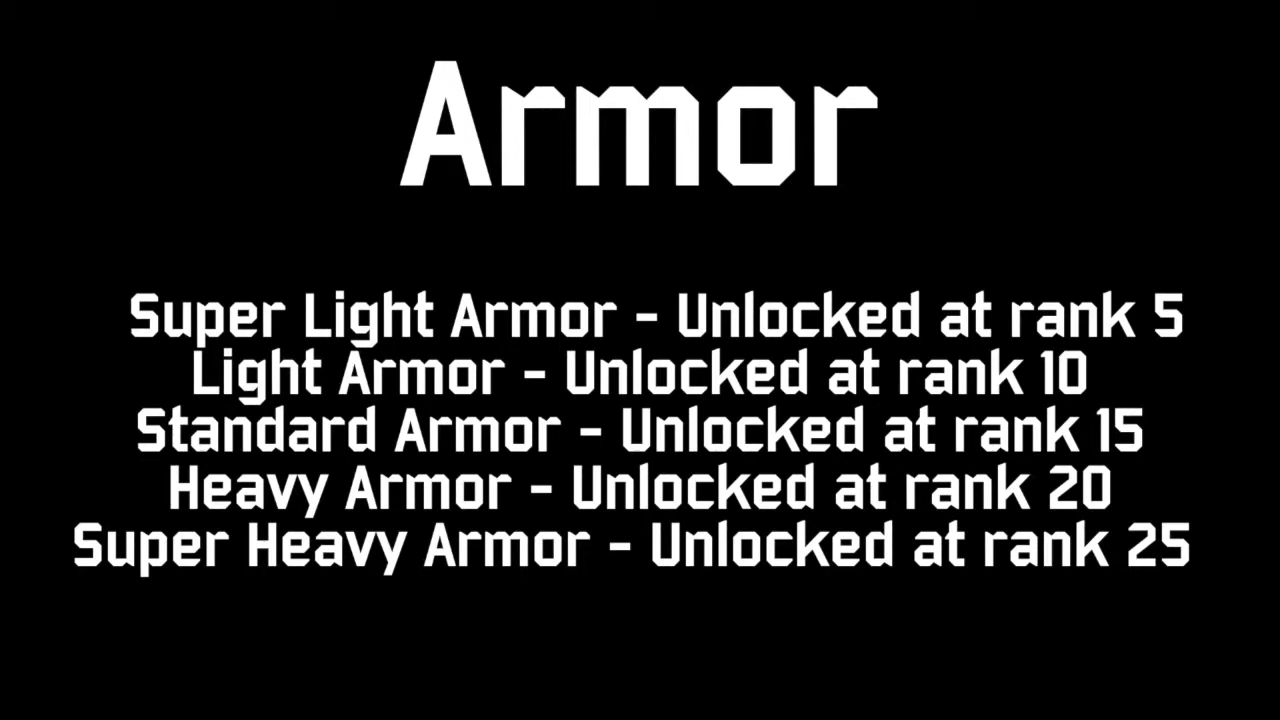 Armor
Super Light Armor - Unlocked at rank 5
Light Armor - Unlocked at rank 10
Standard Armor - Unlocked at rank 15
Heavy Armor - Unlocked at rank 20
Super Heavy Armor - Unlocked at rank 25